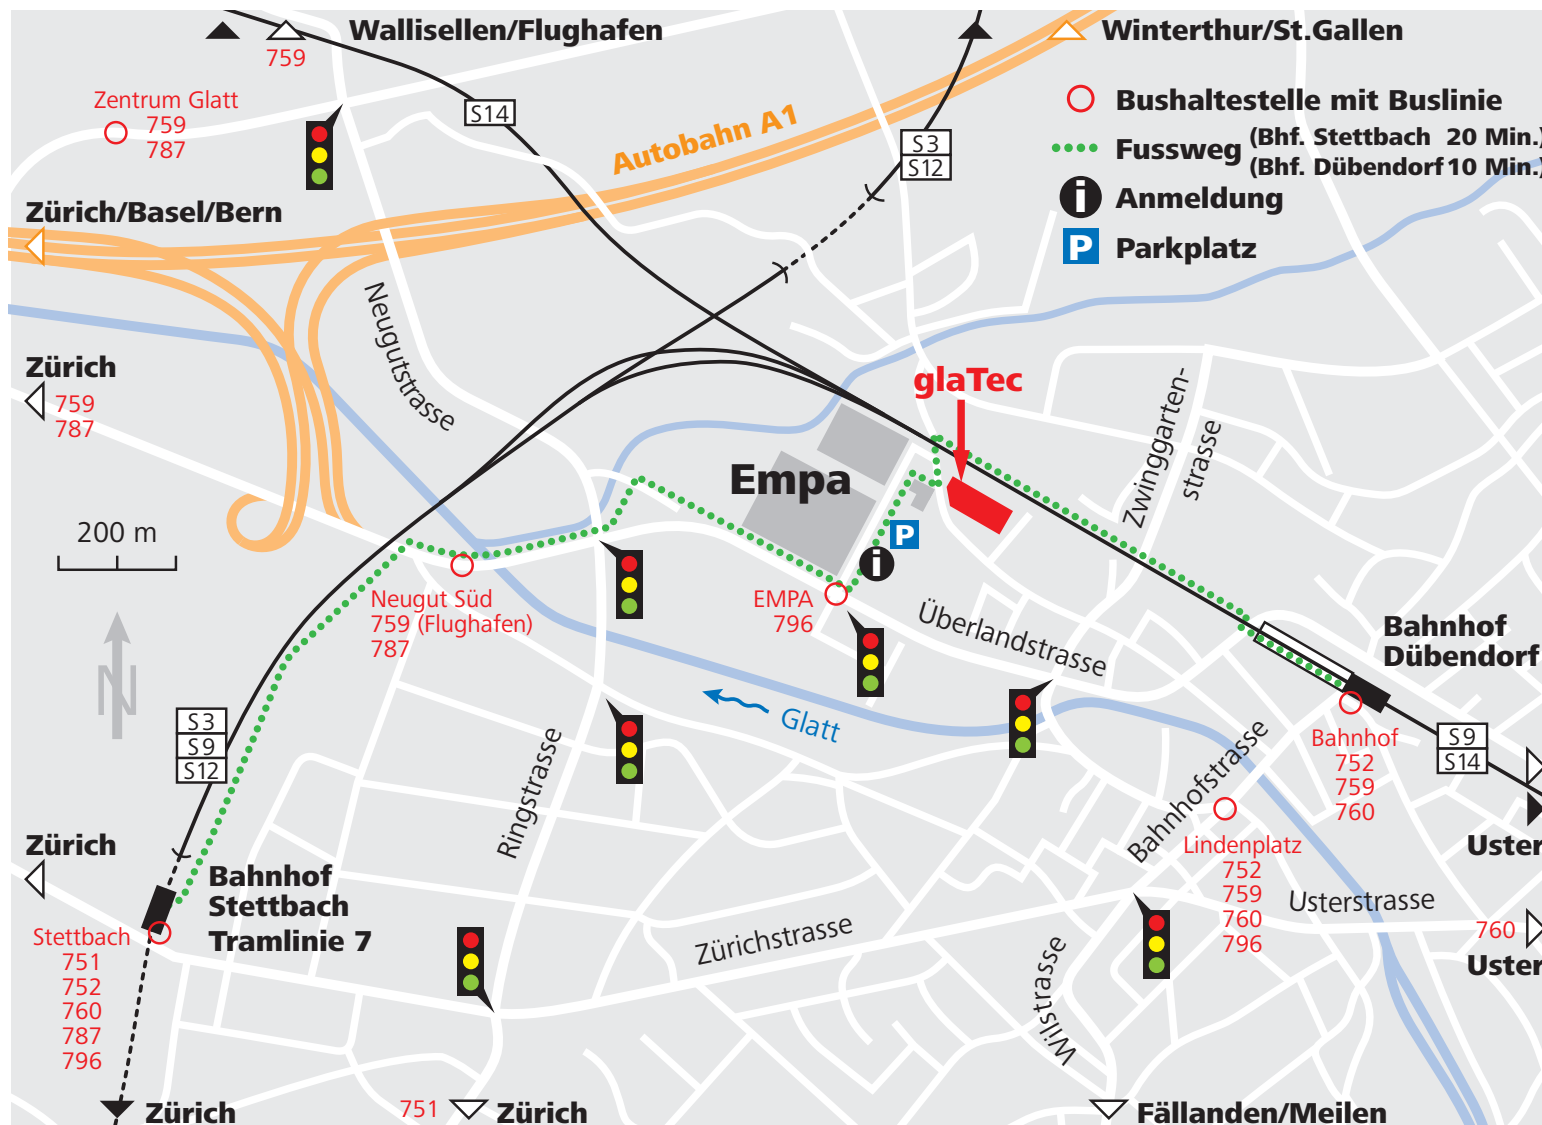 Wallisellen/Flughafen
759
Winterthur/St.Gallen
Zentrum Glatt
759
787
S14
Autobahn A1
S3
S12
Bushaltestelle mit Buslinie
Fussweg (Bhf. Stettbach 20 Min.)
(Bhf. Dübendorf 10 Min.)
i Anmeldung
P Parkplatz
Zürich/Basel/Bern
Neugutstrasse
Zürich
759
787
glaTec
Zwinggarten-
strasse
Empa
P
i
200 m
N
Neugut Süd
759 (Flughafen)
787
EMPA
796
Überlandstrasse
Bahnhof
Dübendorf
Glatt
S3
S9
S12
Ringstrasse
Bahnhofstrasse
Bahnhof
752
759
760
S9
S14
Uster
Zürich
Bahnhof
Stettbach
Tramlinie 7
Stettbach
751
752
760
787
796
Lindenplatz
752
759
760
796
Usterstrasse
760
Uster
Zürichstrasse
Wilstrasse
Zürich
751
Zürich
Fällanden/Meilen